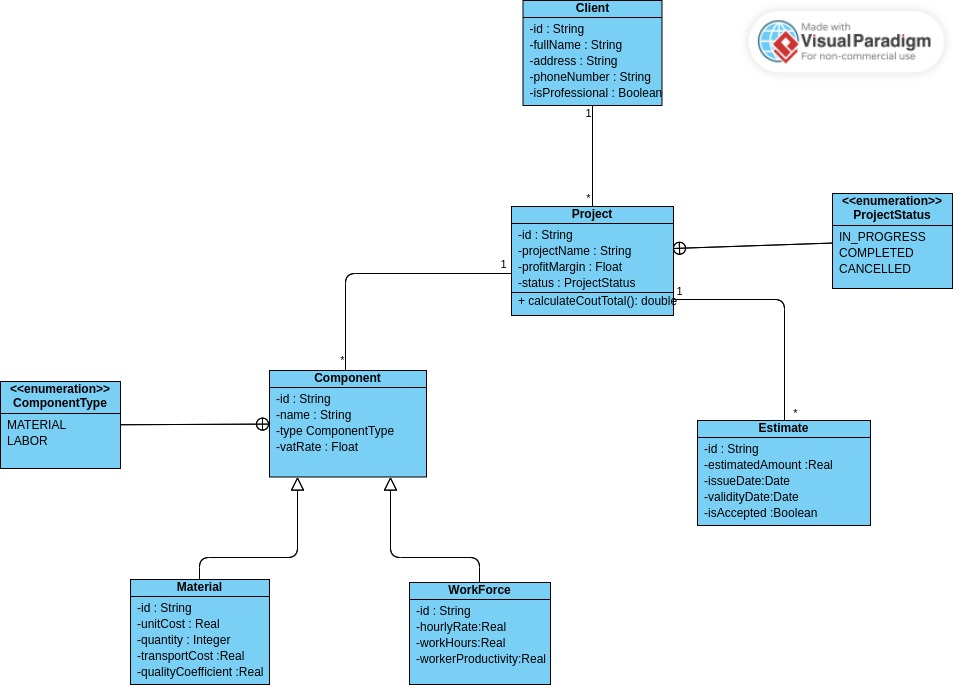 Client
-id : String
-fullName : String
-address : String
-phoneNumber : String
-isProfessional : Boolean
Made with
Visual Paradigm
For non-commercial use
1
*
Project
-id : String
-projectName : String
-profitMargin : Float
-status : ProjectStatus
+ calculateCoutTotal(): double
<<enumeration>>
ProjectStatus
IN_PROGRESS
COMPLETED
CANCELLED
1
1
*
*
Component
-id : String
-name : String
-type ComponentType
-vatRate : Float
<<enumeration>>
ComponentType
MATERIAL
LABOR
Estimate
-id : String
-estimatedAmount :Real
-issueDate:Date
-validityDate:Date
-isAccepted :Boolean
Material
-id : String
-unitCost : Real
-quantity : Integer
-transportCost :Real
-qualityCoefficient :Real
WorkForce
-id : String
-hourlyRate:Real
-workHours:Real
-workerProductivity:Real